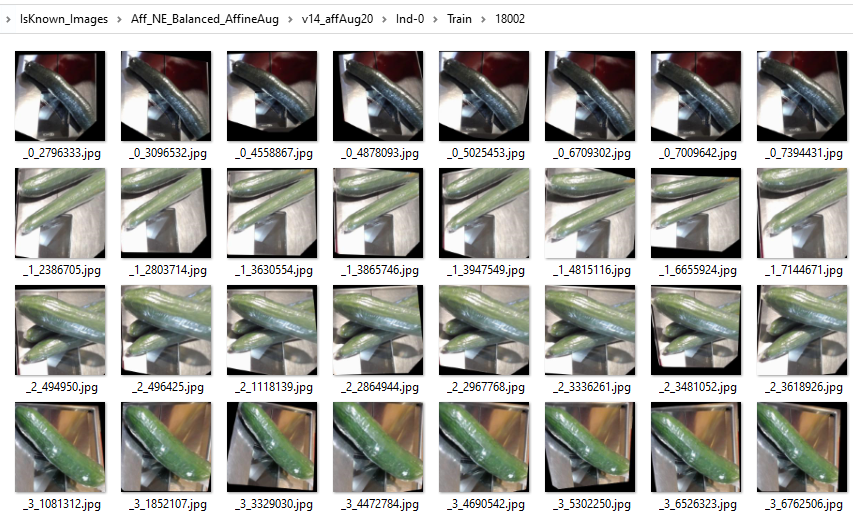 IsKnown_Images > Aff_NE_Balanced_AffineAug > v14_affAug20 > Ind-0 > Train > 18002
_0_2796333.jpg _0_3096532.jpg _0_4558867.jpg _0_4878093.jpg _0_5025453.jpg _0_6709302.jpg _0_7009642.jpg _0_7394431.jpg
_1_2386705.jpg _1_2803714.jpg _1_3630554.jpg _1_3865746.jpg _1_3947549.jpg _1_4815116.jpg _1_6655924.jpg _1_7144671.jpg
_2_494950.jpg _2_496425.jpg _2_1118139.jpg _2_2864944.jpg _2_2967768.jpg _2_3336261.jpg _2_3481052.jpg _2_3618926.jpg
_3_1081312.jpg _3_1852107.jpg _3_3329030.jpg _3_4472784.jpg _3_4690542.jpg _3_5302250.jpg _3_6526323.jpg _3_6762506.jpg